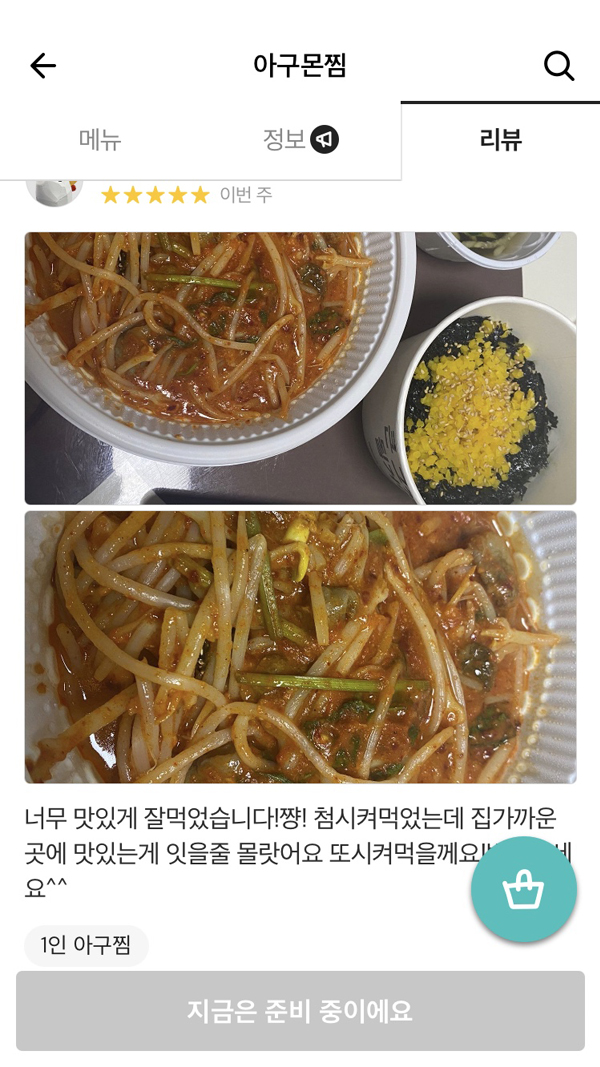 아구몬찜
메뉴
정보
리뷰
이번 주
너무 맛있게 잘먹었습니다!쨩! 첨시켜먹었는데 집가까운
곳에 맛있는게 잇을줄 몰랏어요 또시켜먹을께요!
요^^
1인 아구찜
지금은 준비 중이에요